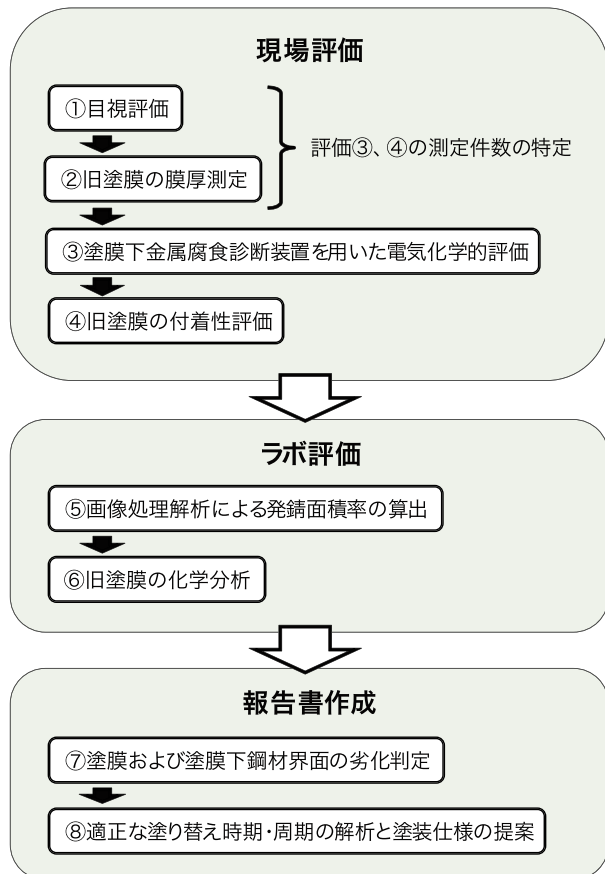 現場評価
①目視評価
②旧塗膜の膜厚測定
評価③、④の測定件数の特定
③塗膜下金属腐食診断装置を用いた電気化学的評価
④旧塗膜の付着性評価
ラボ評価
⑤画像処理解析による発錆面積率の算出
⑥旧塗膜の化学分析
報告書作成
⑦塗膜および塗膜下鋼材界面の劣化判定
⑧適正な塗り替え時期・周期の解析と塗装仕様の提案